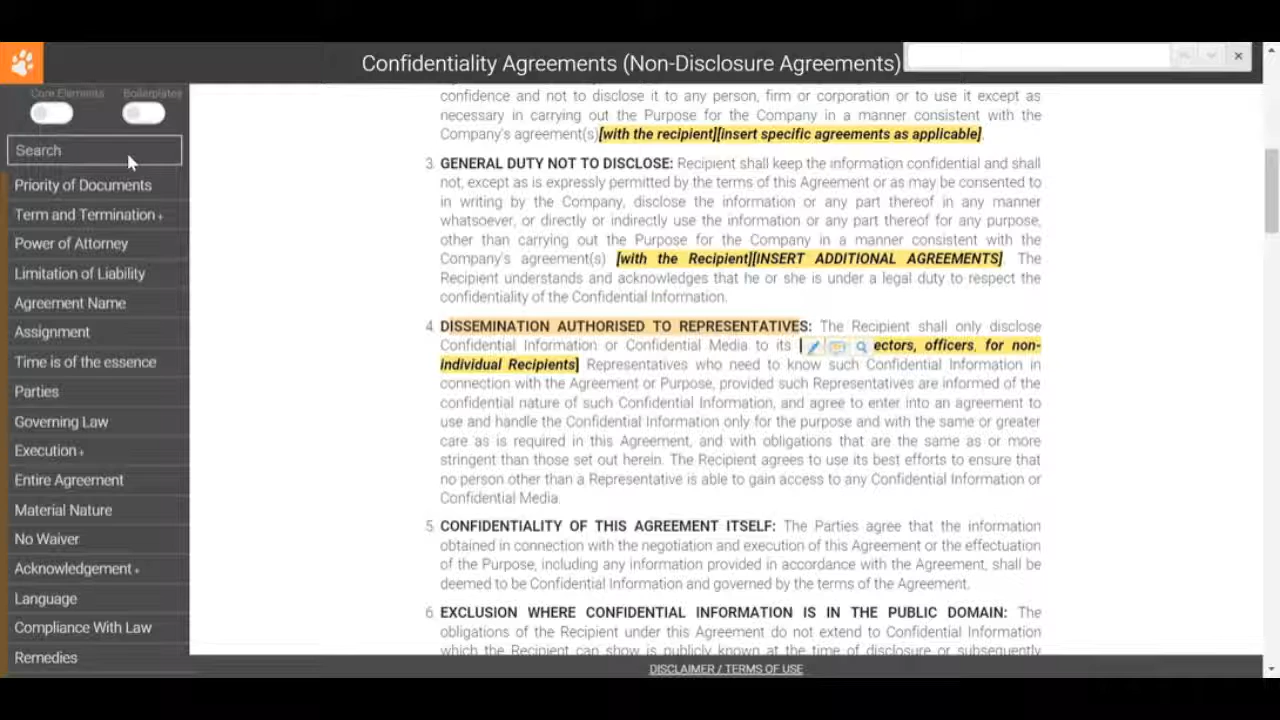 Confidentiality Agreements (Non-Disclosure Agreements)
Core Elements
Boilerplates
Search
Priority of Documents
Term and Termination +
Power of Attorney
Limitation of Liability
Agreement Name
Assignment
Time is of the essence
Parties
Governing Law
Execution +
Entire Agreement
Material Nature
No Waiver
Acknowledgement +
Language
Compliance With Law
Remedies
confidence and not to disclose it to any person, firm or corporation or to use it except as
necessary in carrying out the Purpose for the Company in a manner consistent with the
Company's agreement(s)[with the recipient][insert specific agreements as applicable].
3. GENERAL DUTY NOT TO DISCLOSE: Recipient shall keep the information confidential and shall
not, except as is expressly permitted by the terms of this Agreement or as may be consented to
in writing by the Company, disclose the information or any part thereof in any manner
whatsoever, or directly or indirectly use the information or any part thereof for any purpose,
other than carrying out the Purpose for the Company in a manner consistent with the
Company's agreement(s) [with the Recipient][INSERT ADDITIONAL AGREEMENTS]. The
Recipient understands and acknowledges that he or she is under a legal duty to respect the
confidentiality of the Confidential Information.
4. DISSEMINATION AUTHORISED TO REPRESENTATIVES: The Recipient shall only disclose
Confidential Information or Confidential Media to its [ ectors, officers, for non-
individual Recipients] Representatives who need to know such Confidential Information in
connection with the Agreement or Purpose, provided such Representatives are informed of the
confidential nature of such Confidential Information, and agree to enter into an agreement to
use and handle the Confidential Information only for the purpose and with the same or greater
care as is required in this Agreement, and with obligations that are the same as or more
stringent than those set out herein. The Recipient agrees to use its best efforts to ensure that
no person other than a Representative is able to gain access to any Confidential Information or
Confidential Media.
5. CONFIDENTIALITY OF THIS AGREEMENT ITSELF: The Parties agree that the information
obtained in connection with the negotiation and execution of this Agreement or the effectuation
of the Purpose, including any information provided in accordance with the Agreement, shall be
deemed to be Confidential Information and governed by the terms of the Agreement.
6. EXCLUSION WHERE CONFIDENTIAL INFORMATION IS IN THE PUBLIC DOMAIN: The
obligations of the Recipient under this Agreement do not extend to Confidential Information
which the Recipient can show is publicly known at the time of disclosure or subsequently
DISCLAIMER / TERMS OF USE